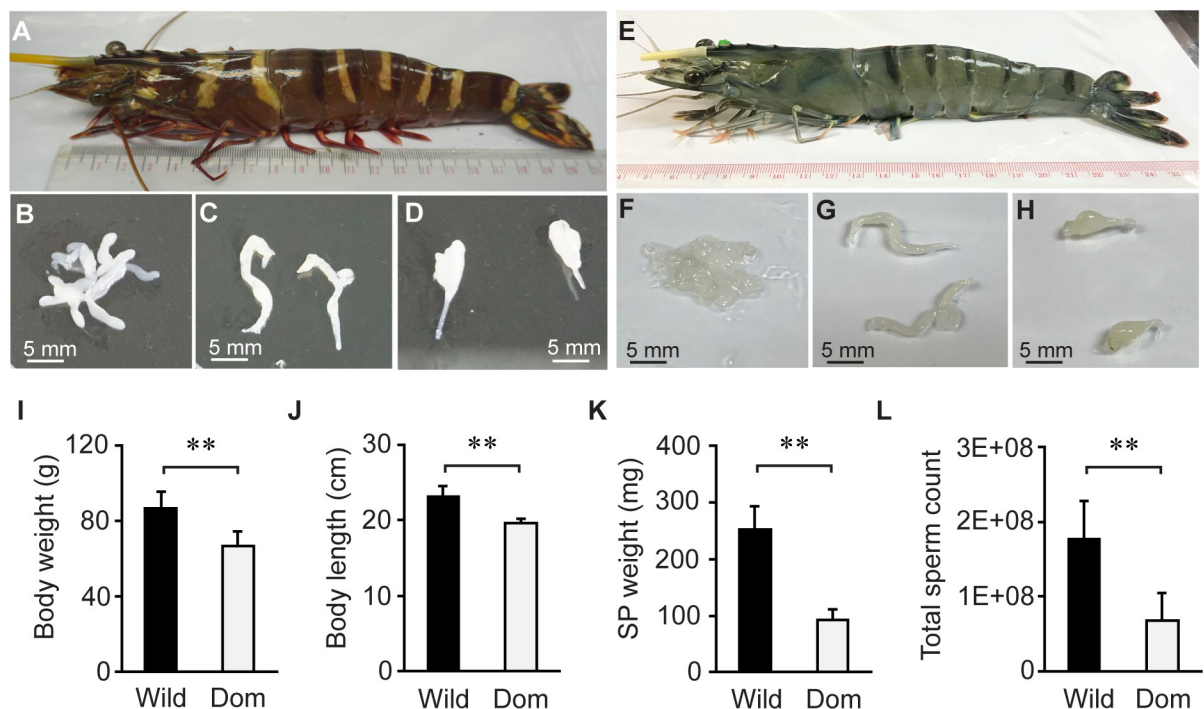 A
E
B
C
D
F
G
H
5 mm
5 mm
5 mm
5 mm
5 mm
5 mm
5 mm
I
J
K
L
**
**
**
**
Body weight (g)
120
80
40
0
Wild Dom
Body length (cm)
30
20
10
0
Wild Dom
SP weight (mg)
400
300
200
100
0
Wild Dom
Total sperm count
3E+08
2E+08
1E+08
0
Wild Dom